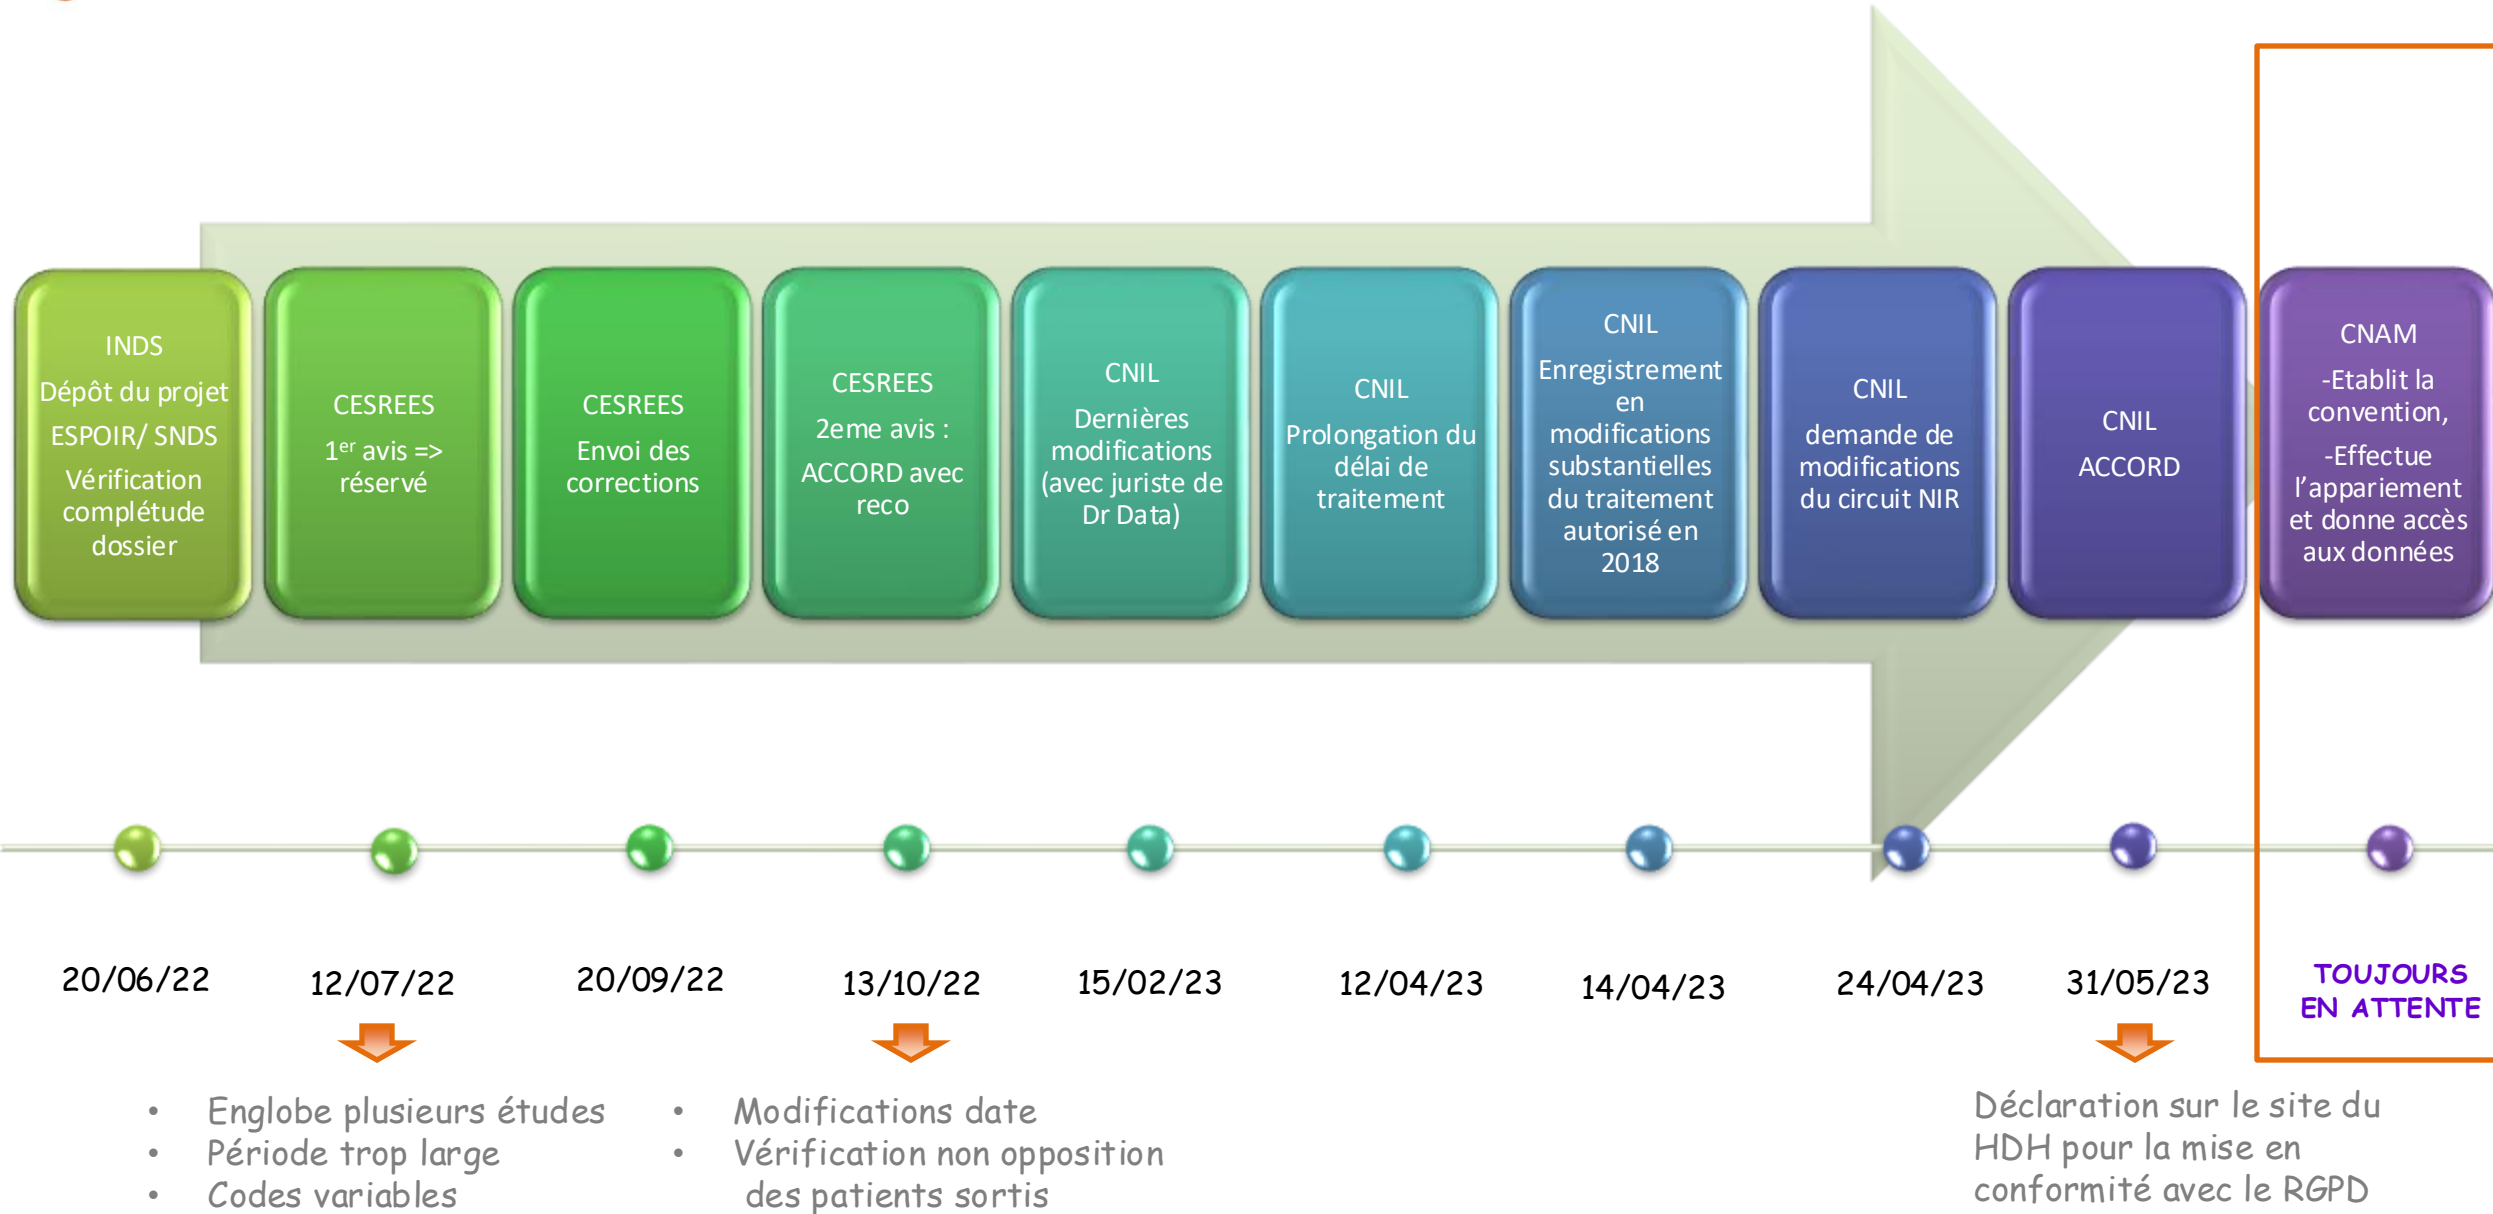 INDS
Dépôt du projet
ESPOIR/ SNDS
Vérification
complétude
dossier
CESREES
1er avis =>
réservé
CESREES
Envoi des
corrections
CESREES
2eme avis :
ACCORD avec
reco
CNIL
Dernières
modifications
(avec juriste de
Dr Data)
CNIL
Prolongation du
délai de
traitement
CNIL
Enregistrement
en
modifications
substantielles
du traitement
autorisé en
2018
CNIL
demande de
modifications
du circuit NIR
CNIL
ACCORD
CNAM
-Etablit la
convention,
-Effectue
l’appariement
et donne accès
aux données
20/06/22
12/07/22
20/09/22
13/10/22
15/02/23
12/04/23
14/04/23
24/04/23
31/05/23
TOUJOURS
EN ATTENTE
• Englobe plusieurs études
• Période trop large
• Codes variables
• Modifications date
• Vérification non opposition
des patients sortis
Déclaration sur le site du
HDH pour la mise en
conformité avec le RGPD